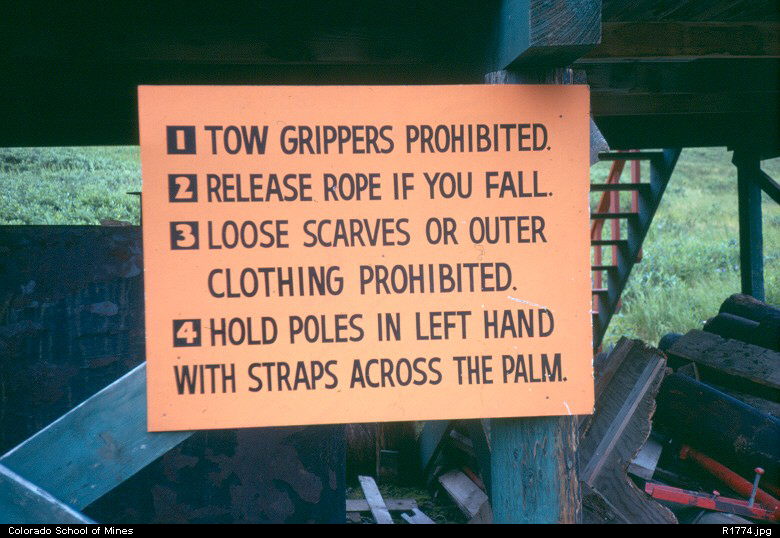 1 TOW GRIPPERS PROHIBITED.
2 RELEASE ROPE IF YOU FALL.
3 LOOSE SCARVES OR OUTER
CLOTHING PROHIBITED.
4 HOLD POLES IN LEFT HAND
WITH STRAPS ACROSS THE PALM.
Colorado School of Mines R1774.jpg